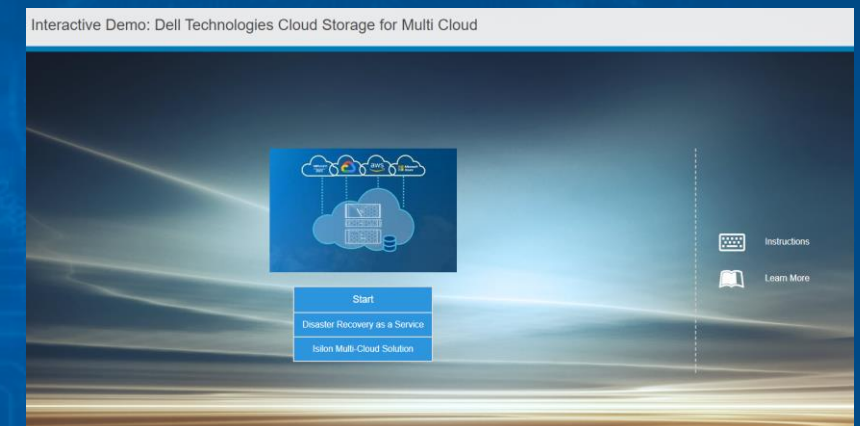 Interactive Demo: Dell Technologies Cloud Storage for Multi Cloud
aws
Start
Disaster Recovery as a Service
Isilon Multi-Cloud Solution
Instructions
Learn More